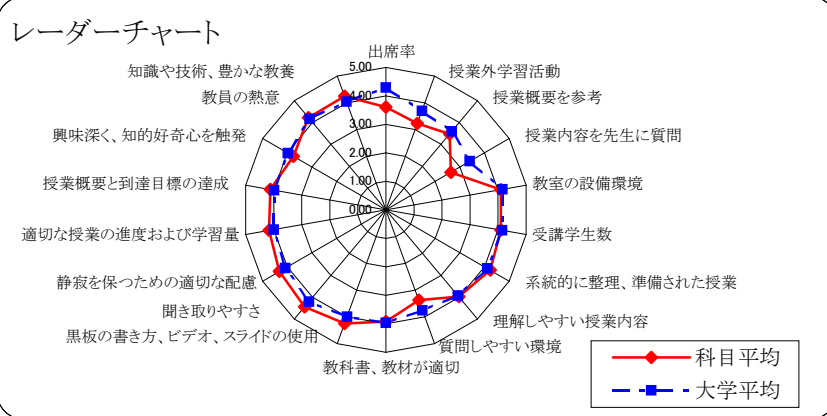 レーダーチャート
出席率
授業外学習活動
授業概要を参考
授業内容を先生に質問
教室の設備環境
受講学生数
系統的に整理、準備された授業
理解しやすい授業内容
質問しやすい環境
教科書、教材が適切
黒板の書き方、ビデオ、スライドの使用
聞き取りやすさ
静寂を保つための適切な配慮
適切な授業の進度および学習量
授業概要と到達目標の達成
興味深く、知的好奇心を触発
教員の熱意
知識や技術、豊かな教養
5.00
4.00
3.00
2.00
1.00
0.00
科目平均
大学平均